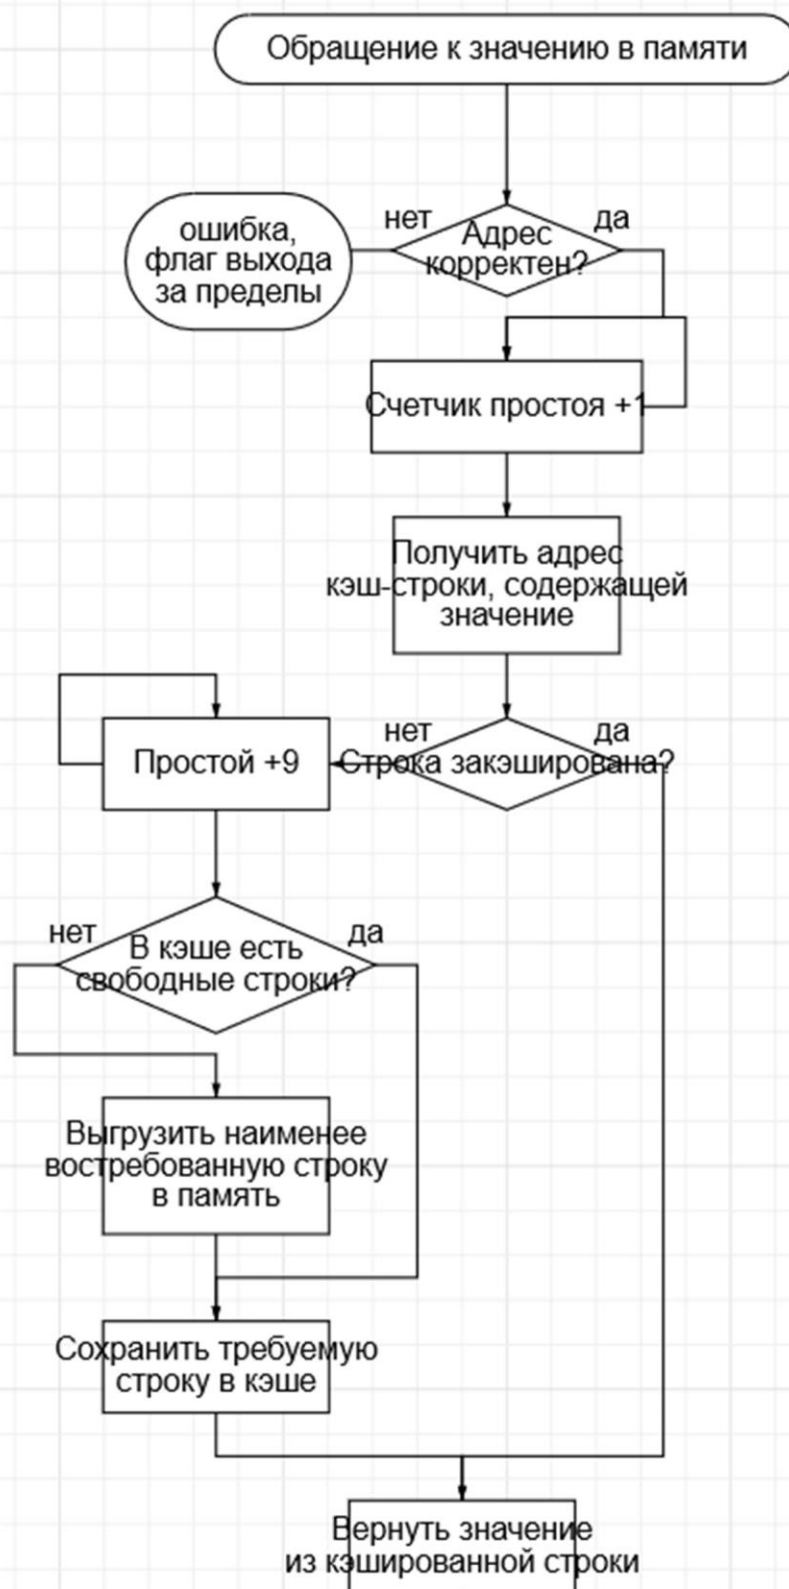 Обращение к значению в памяти
нет
да
Адрес
корректен?
ошибка,
флаг выхода
за пределы
Счетчик простоя +1
Получить адрес
кэш-строки, содержащей
значение
нет
да
Строка закэширована?
Простой +9
нет
да
В кэше есть
свободные строки?
Выгрузить наименее
востребованную строку
в память
Сохранить требуемую
строку в кэше
Вернуть значение
из кэшированной строки